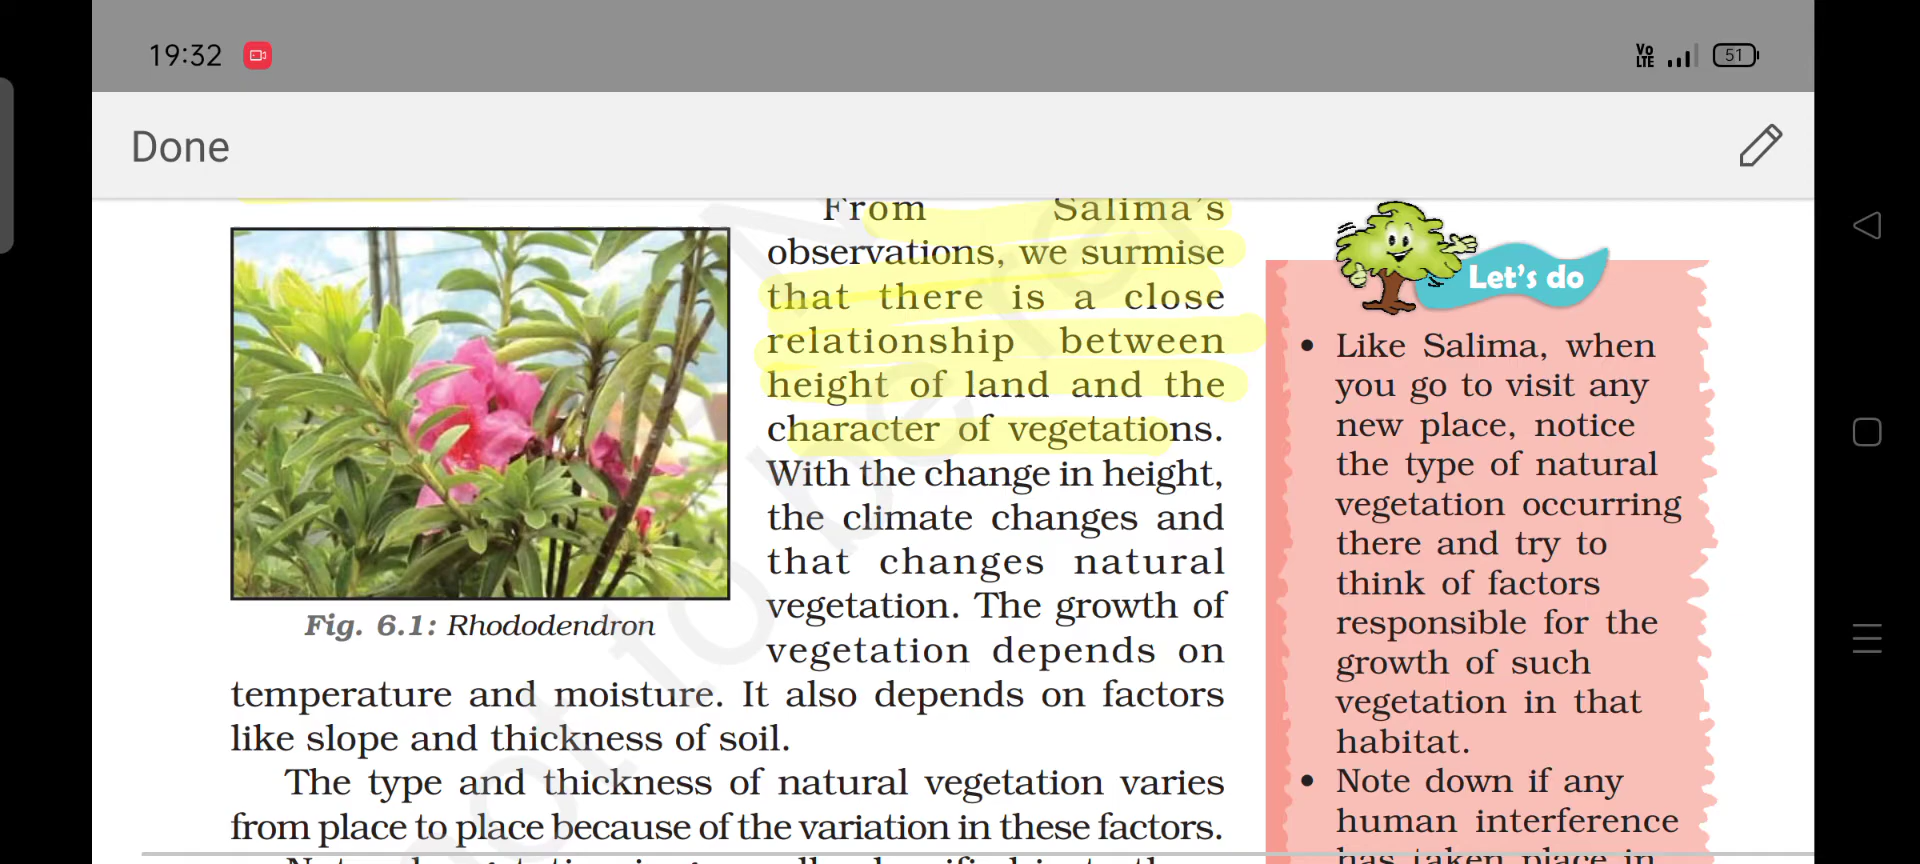 19:32
Vo
LTE
51
Done
From Salima's
observations, we surmise
that there is a close
relationship between
height of land and the
character of vegetations.
With the change in height,
the climate changes and
that changes natural
vegetation. The growth of
vegetation depends on
temperature and moisture. It also depends on factors
like slope and thickness of soil.
The type and thickness of natural vegetation varies
from place to place because of the variation in these factors.
Fig. 6.1: Rhododendron
Let's do
• Like Salima, when
you go to visit any
new place, notice
the type of natural
vegetation occurring
there and try to
think of factors
responsible for the
growth of such
vegetation in that
habitat.
• Note down if any
human interference
has taken place in